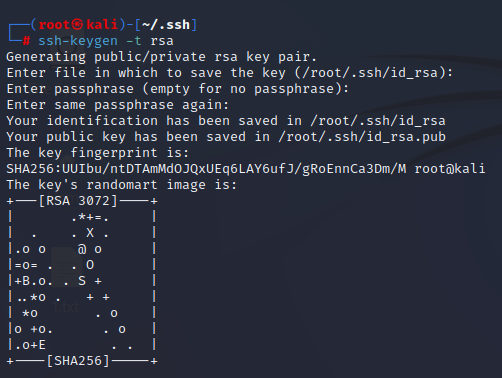 ┌──(root㉿kali)-[~/.ssh]
└─# ssh-keygen -t rsa
Generating public/private rsa key pair.
Enter file in which to save the key (/root/.ssh/id_rsa):
Enter passphrase (empty for no passphrase):
Enter same passphrase again:
Your identification has been saved in /root/.ssh/id_rsa
Your public key has been saved in /root/.ssh/id_rsa.pub
The key fingerprint is:
SHA256:UUIbu/ntDTAmMdOJQxUEq6LAY6ufJ/gRoEnnCa3Dm/M root@kali
The key's randomart image is:
+---[RSA 3072]----+
|       .*+=.     |
|  .    . X .     |
|.o o    @ o      |
|=o= .  . O       |
|+B.o. . S +      |
|..*o .   + +     |
| *o       . o    |
|o +o.      . o   |
|.o+E        . .  |
+----[SHA256]-----+